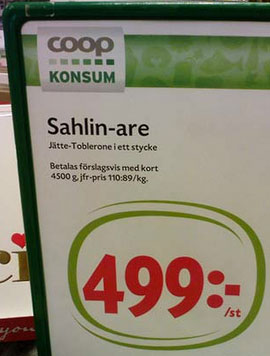 coop
KONSUM
Sahlin-are
Jätte-Toblerone i ett stycke
Betalas förslagsvis med kort
4500 g, jfr-pris 110:89/kg.
499:-
/st
you